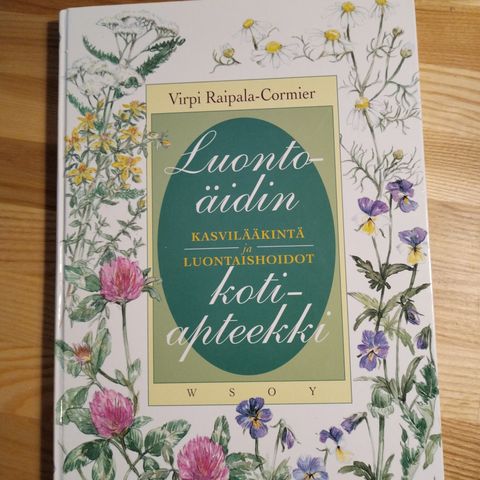 Virpi Raipala-Cormier
Luonto-
äidin
KASVILÄÄKINTÄ
ja
LUONTAISHOIDOT
koti-
apteekki
WSOY